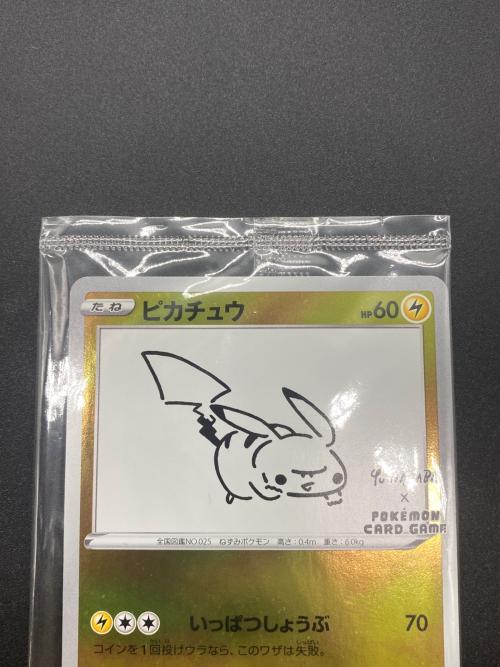 たね ピカチュウ HP60
×
POKÉMON
CARD GAME
全国図鑑NO.025 ねずみポケモン 高さ:0.4m 重さ:6.0kg
いっぱつしょうぶ 70
コインを1回投げウラなら、このワザは失敗。